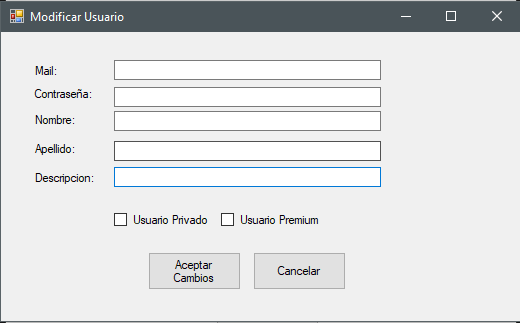 Modificar Usuario
Mail:
Contraseña:
Nombre:
Apellido:
Descripcion:
Usuario Privado
Usuario Premium
Aceptar
Cambios
Cancelar